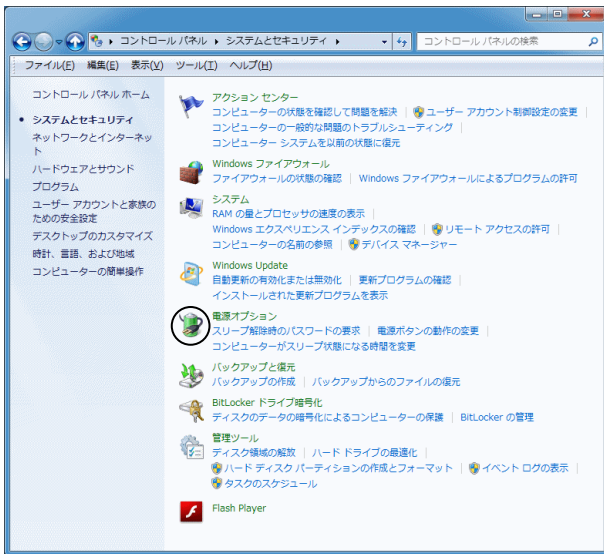 コントロール パネル ▸ システムとセキュリティ ▸
コントロール パネルの検索
ファイル(F) 編集(E) 表示(V) ツール(T) ヘルプ(H)
コントロール パネル ホーム
システムとセキュリティ
ネットワークとインターネッ
ト
ハードウェアとサウンド
プログラム
ユーザー アカウントと家族の
ための安全設定
デスクトップのカスタマイズ
時計、言語、および地域
コンピューターの簡単操作
アクション センター
コンピューターの状態を確認して問題を解決 | ユーザー アカウント制御設定の変更 |
コンピューターの一般的な問題のトラブルシューティング |
コンピューター システムを以前の状態に復元
Windows ファイアウォール
ファイアウォールの状態の確認 | Windows ファイアウォールによるプログラムの許可
システム
RAM の量とプロセッサの速度の表示 |
Windows エクスペリエンス インデックスの確認 | リモート アクセスの許可 |
コンピューターの名前の参照 | デバイス マネージャー
Windows Update
自動更新の有効化または無効化 | 更新プログラムの確認 |
インストールされた更新プログラムを表示
電源オプション
スリープ解除時のパスワードの要求 | 電源ボタンの動作の変更 |
コンピューターがスリープ状態になる時間を変更
バックアップと復元
バックアップの作成 | バックアップからのファイルの復元
BitLocker ドライブ暗号化
ディスクのデータの暗号化によるコンピューターの保護 | BitLocker の管理
管理ツール
ディスク領域の解放 | ハード ドライブの最適化 |
ハード ディスク パーティションの作成とフォーマット | イベント ログの表示 |
タスクのスケジュール
Flash Player